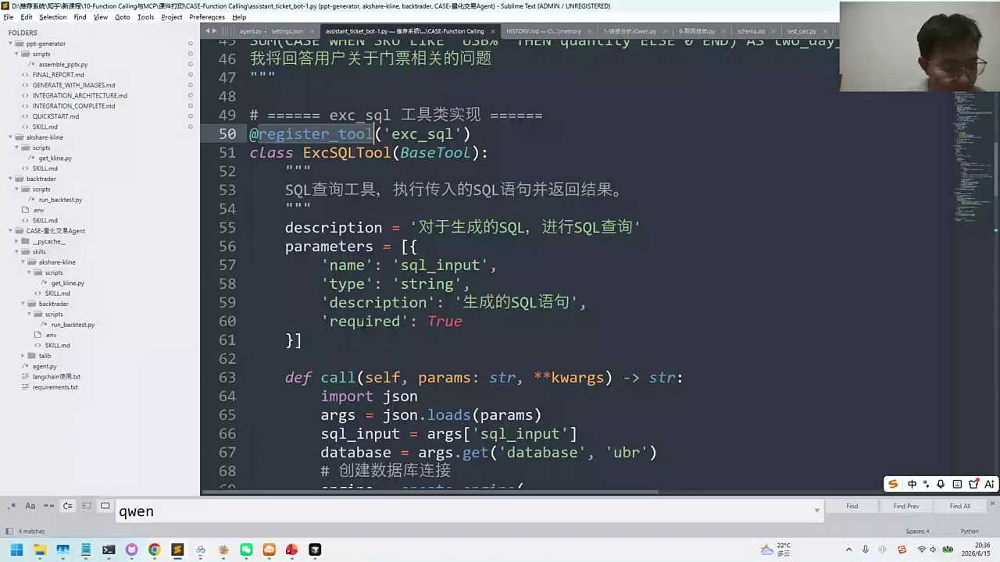 D:\推荐系统\知乎\新课程\10-Function Calling与MCP\课件打印\CASE-Function Calling\assistant_ticket_bot-1.py (ppt-generator, akshare-kline, backtrader, CASE-量化交易Agent) - Sublime Text (ADMIN / UNREGISTERED)
File Edit Selection Find View Goto Tools Project Preferences Help
FOLDERS
ppt-generator
scripts
assemble_pptx.py
FINAL_REPORT.md
GENERATE_WITH_IMAGES.md
INTEGRATION_ARCHITECTURE.md
INTEGRATION_COMPLETE.md
QUICKSTART.md
SKILL.md
akshare-kline
scripts
get_kline.py
SKILL.md
backtrader
scripts
run_backtest.py
.env
SKILL.md
CASE-量化交易Agent
__pycache__
skills
akshare-kline
scripts
get_kline.py
SKILL.md
backtrader
scripts
run_backtest.py
.env
SKILL.md
talib
agent.py
langchain使用.txt
requirements.txt
agent.py settings.json assistant_ticket_bot-1.py — 推荐系统\...\CASE-Function Calling HISTORY.md — C:\...\memory 1-情感分析-Qwen.py schema.sql test_calc.py
45 SUM(CASE WHEN SKU LIKE 'USB%' THEN quantity ELSE 0 END) AS two_day_
46 我将回答用户关于门票相关的问题
47 """
48
49 # ====== exc_sql 工具类实现 ======
50 @register_tool('exc_sql')
51 class ExcSQLTool(BaseTool):
52 """
53 SQL查询工具，执行传入的SQL语句并返回结果。
54 """
55 description = '对于生成的SQL，进行SQL查询'
56 parameters = [{
57 'name': 'sql_input',
58 'type': 'string',
59 'description': '生成的SQL语句',
60 'required': True
61 }]
62
63 def call(self, params: str, **kwargs) -> str:
64 import json
65 args = json.loads(params)
66 sql_input = args['sql_input']
67 database = args.get('database', 'ubr')
68 # 创建数据库连接
69 engine = create_engine(
中
Ai
.* Aa
qwen
Find Find Prev Find All
4 matches
Spaces: 4 Python
22°C
多云
20:36
2026/6/15